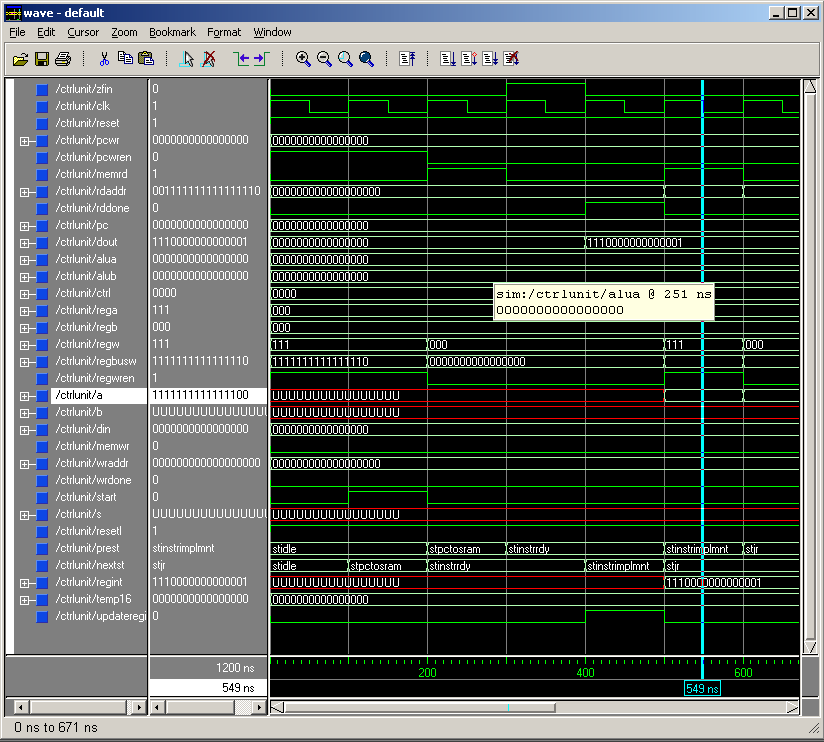 wave - default
File Edit Cursor Zoom Bookmark Format Window
/ctrlunit/zfin 0
/ctrlunit/clk 1
/ctrlunit/reset 1
/ctrlunit/pcwr 0000000000000000 0000000000000000
/ctrlunit/pcwren 0
/ctrlunit/memrd 1
/ctrlunit/rdaddr 001111111111111110 000000000000000000
/ctrlunit/rddone 0
/ctrlunit/pc 0000000000000000 0000000000000000
/ctrlunit/dout 1110000000000001 0000000000000000 1110000000000001
/ctrlunit/alua 0000000000000000 0000000000000000
/ctrlunit/alub 0000000000000000 0000000000000000
/ctrlunit/ctrl 0000 0000
sim:/ctrlunit/alua @ 251 ns
/ctrlunit/rega 111 000
0000000000000000
/ctrlunit/regb 000 000
/ctrlunit/regw 111 111 000 111 000
/ctrlunit/regbusw 1111111111111110 1111111111111110 0000000000000000
/ctrlunit/regwren 1
/ctrlunit/a 1111111111111100 UUUUUUUUUUUUUUUU
/ctrlunit/b UUUUUUUUUUUUUUUU UUUUUUUUUUUUUUUU
/ctrlunit/din 0000000000000000 0000000000000000
/ctrlunit/memwr 0
/ctrlunit/wraddr 000000000000000000 000000000000000000
/ctrlunit/wrdone 0
/ctrlunit/start 0
/ctrlunit/s UUUUUUUUUUUUUUUU UUUUUUUUUUUUUUUU
/ctrlunit/resetl 1
/ctrlunit/prest stinstrimplmnt stidle stpctosram stinstrrdy stinstrimplmnt stjr
/ctrlunit/nextst stjr stidle stpctosram stinstrrdy stinstrimplmnt stjr
/ctrlunit/regint 1110000000000001 UUUUUUUUUUUUUUUU 1110000000000001
/ctrlunit/temp16 0000000000000000 0000000000000000
/ctrlunit/updateregi 0
1200 ns 200 400 600
549 ns 549 ns
0 ns to 671 ns